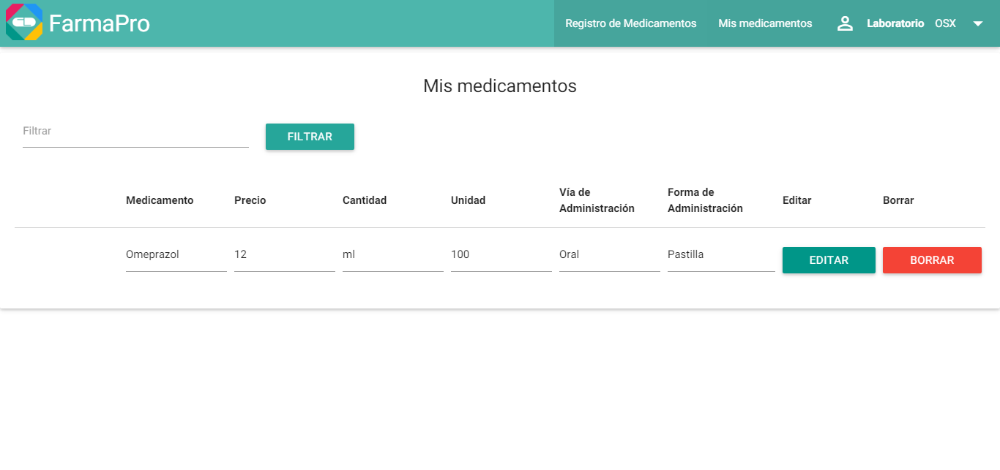 FarmaPro
Registro de Medicamentos Mis medicamentos Laboratorio OSX
Mis medicamentos
Filtrar FILTRAR
Medicamento Precio Cantidad Unidad Vía de Administración Forma de Administración Editar Borrar
Omeprazol 12 ml 100 Oral Pastilla EDITAR BORRAR